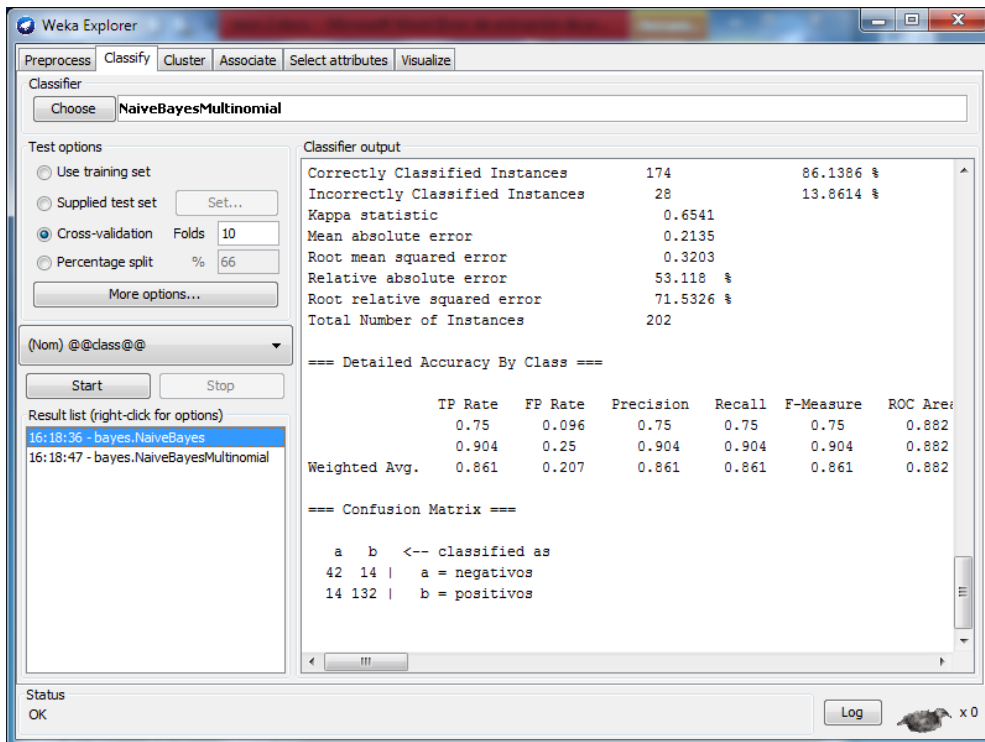 Weka Explorer
Preprocess Classify Cluster Associate Select attributes Visualize
Classifier
Choose NaiveBayesMultinomial
Test options
Use training set
Supplied test set Set...
Cross-validation Folds 10
Percentage split % 66
More options...
(Nom) @@class@@
Start Stop
Result list (right-click for options)
16:18:36 - bayes.NaiveBayes
16:18:47 - bayes.NaiveBayesMultinomial
Classifier output
Correctly Classified Instances 174 86.1386 %
Incorrectly Classified Instances 28 13.8614 %
Kappa statistic 0.6541
Mean absolute error 0.2135
Root mean squared error 0.3203
Relative absolute error 53.118 %
Root relative squared error 71.5326 %
Total Number of Instances 202
=== Detailed Accuracy By Class ===
TP Rate FP Rate Precision Recall F-Measure ROC Area
0.75 0.096 0.75 0.75 0.75 0.882
0.904 0.25 0.904 0.904 0.904 0.882
Weighted Avg. 0.861 0.207 0.861 0.861 0.861 0.882
=== Confusion Matrix ===
a b <-- classified as
42 14 | a = negativos
14 132 | b = positivos
Status
OK
Log x 0